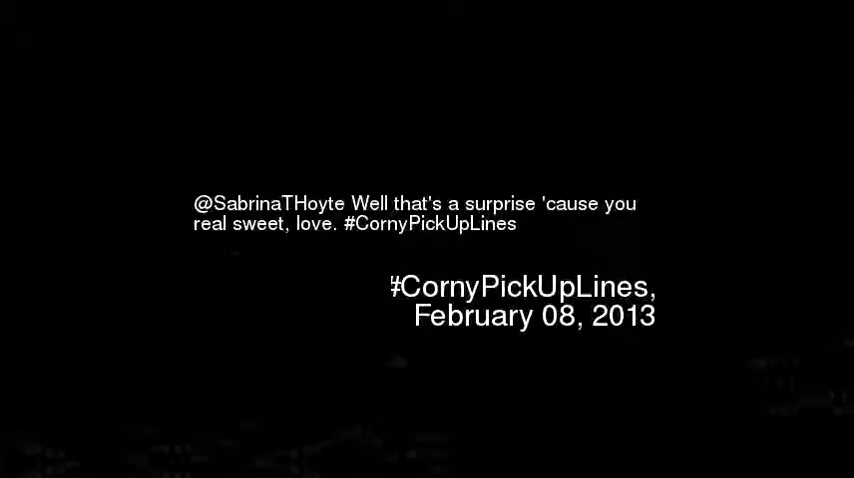 @SabrinaTHoyte Well that's a surprise 'cause you
real sweet, love. #CornyPickUpLines
#CornyPickUpLines,
February 08, 2013